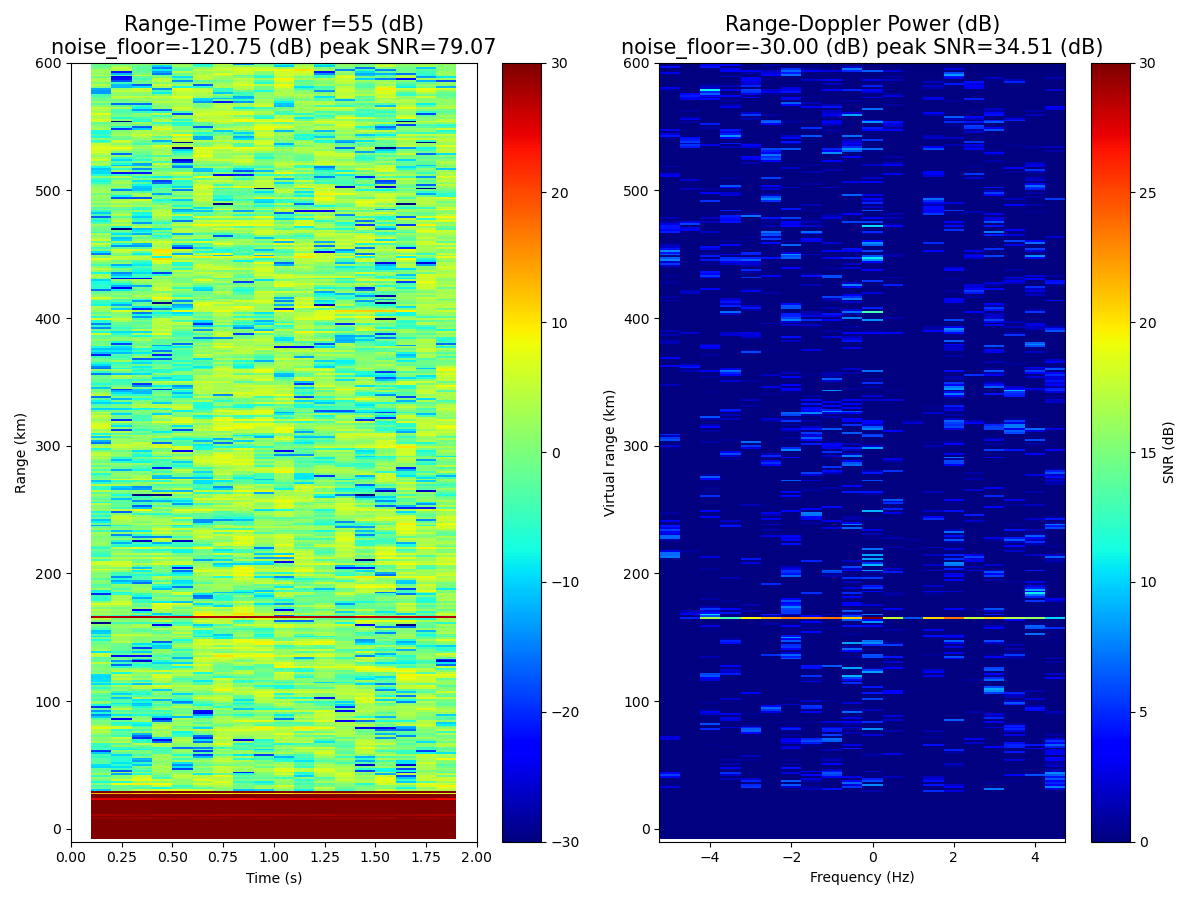 Range-Time Power f=55 (dB)
noise_floor=-120.75 (dB) peak SNR=79.07
600
500
400
300
200
100
0
Range (km)
0.00 0.25 0.50 0.75 1.00 1.25 1.50 1.75 2.00
Time (s)
30
20
10
0
−10
−20
−30
Range-Doppler Power (dB)
noise_floor=-30.00 (dB) peak SNR=34.51 (dB)
600
500
400
300
200
100
0
Virtual range (km)
−4 −2 0 2 4
Frequency (Hz)
30
25
20
15
10
5
0
SNR (dB)